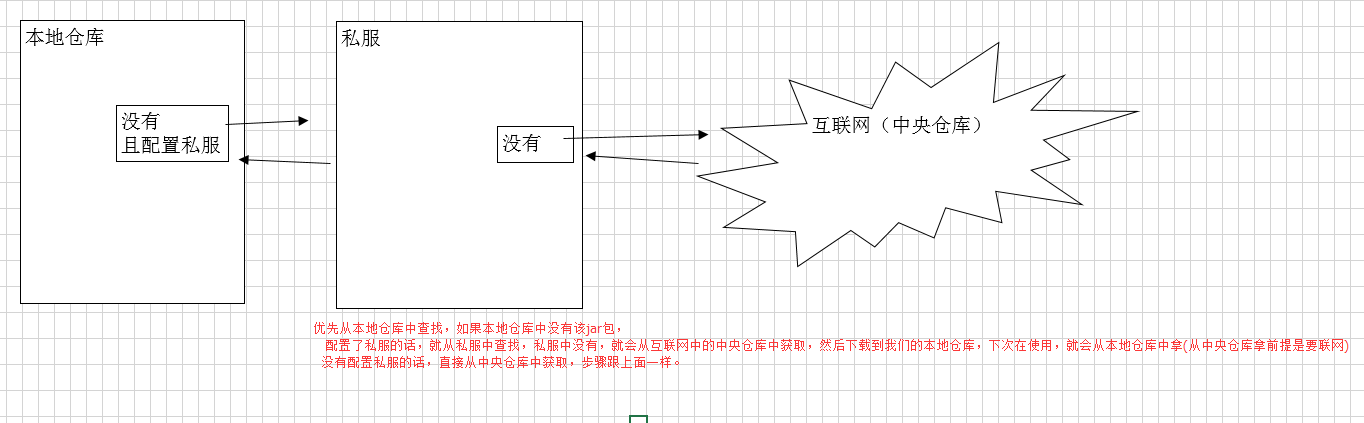 本地仓库
没有
且配置私服
私服
没有
互联网（中央仓库）
优先从本地仓库中查找，如果本地仓库中没有该jar包，
配置了私服的话，就从私服中查找，私服中没有，就会从互联网中的中央仓库中获取，然后下载到我们的本地仓库，下次在使用，就会从本地仓库中拿(从中央仓库拿前提是要联网)
没有配置私服的话，直接从中央仓库中获取，步骤跟上面一样。